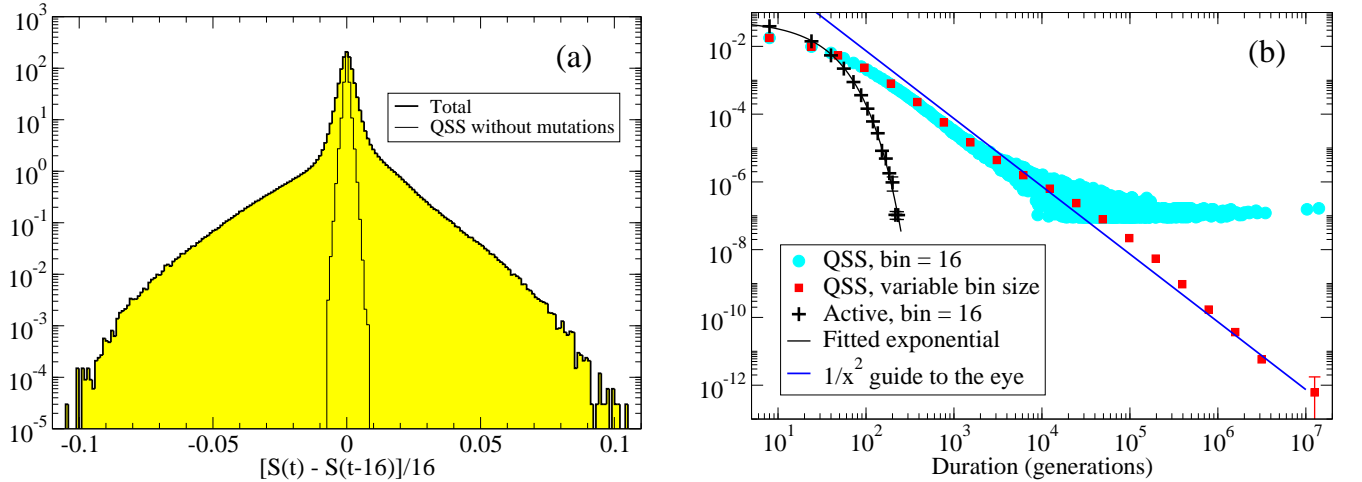 (a)
10^3
10^2
10^1
10^0
10^-1
10^-2
10^-3
10^-4
10^-5
Total
QSS without mutations
-0.1 -0.05 0 0.05 0.1
[S(t) - S(t-16)]/16
(b)
10^-2
10^-4
10^-6
10^-8
10^-10
10^-12
QSS, bin = 16
QSS, variable bin size
Active, bin = 16
Fitted exponential
1/x^2 guide to the eye
10^1 10^2 10^3 10^4 10^5 10^6 10^7
Duration (generations)